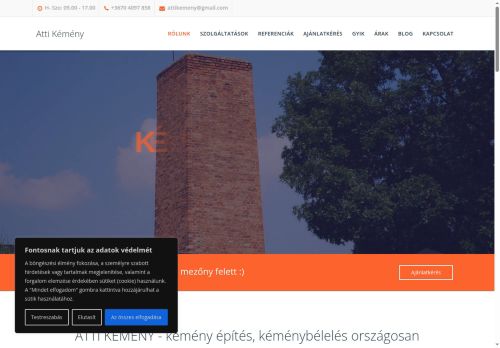 H- Szo: 09.00 - 17.00 +3670 4097 858 attikemeny@gmail.com
Atti Kémény RÓLUNK SZOLGÁLTATÁSOK REFERENCIÁK AJÁNLATKÉRÉS GYIK ÁRAK BLOG KAPCSOLAT
KE
mezőny felett :) Ajánlatkérés
Fontosnak tartjuk az adatok védelmét
A böngészési élmény fokozása, a személyre szabott
hirdetések vagy tartalmak megjelenítése, valamint a
forgalom elemzése érdekében sütiket (cookie) használunk.
A "Mindet elfogadom" gombra kattintva hozzájárulhat a
sütik használatához.
Testreszabás Elutasít Az összes elfogadása
ATTI KÉMÉNY - kémény építés, kéménybélelés országosan